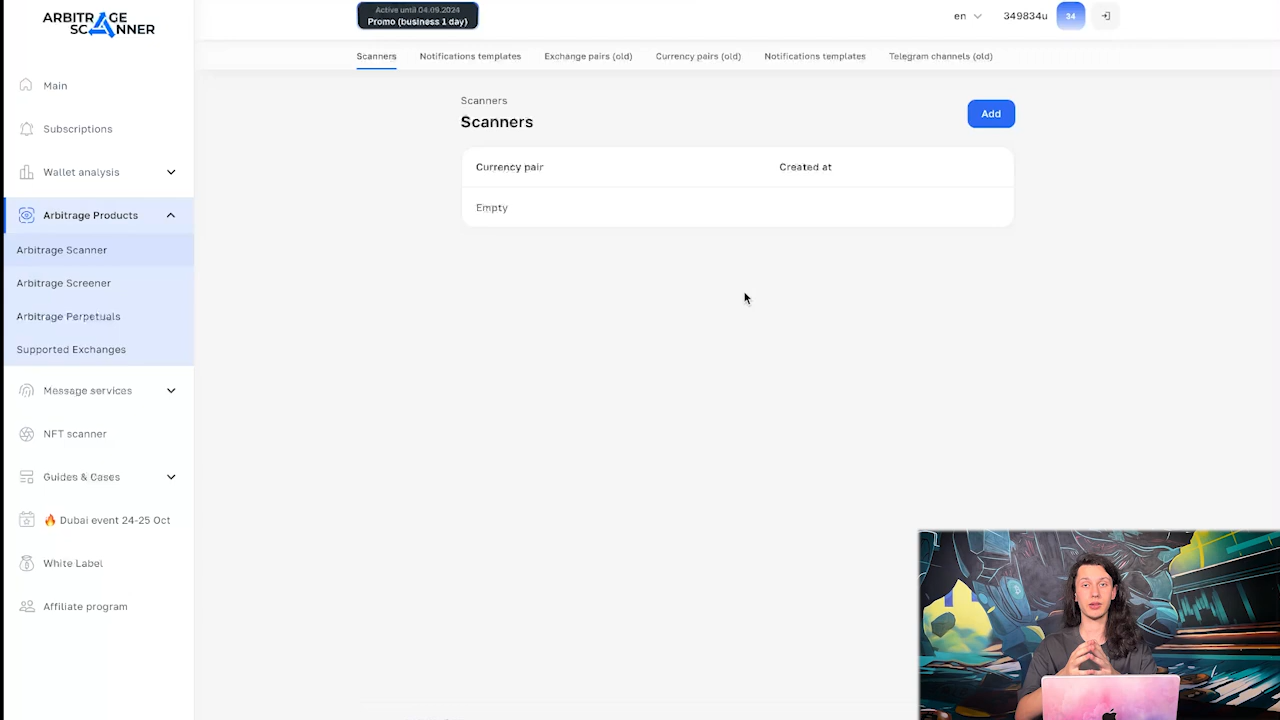 ARBITRAGE
SCANNER
Active until 04.09.2024
Promo (business 1 day)
en
349834u
34
Main
Subscriptions
Wallet analysis
Arbitrage Products
Arbitrage Scanner
Arbitrage Screener
Arbitrage Perpetuals
Supported Exchanges
Message services
NFT scanner
Guides & Cases
🔥 Dubai event 24-25 Oct
White Label
Affiliate program
Scanners
Notifications templates
Exchange pairs (old)
Currency pairs (old)
Notifications templates
Telegram channels (old)
Scanners
Scanners
Add
Currency pair
Created at
Empty